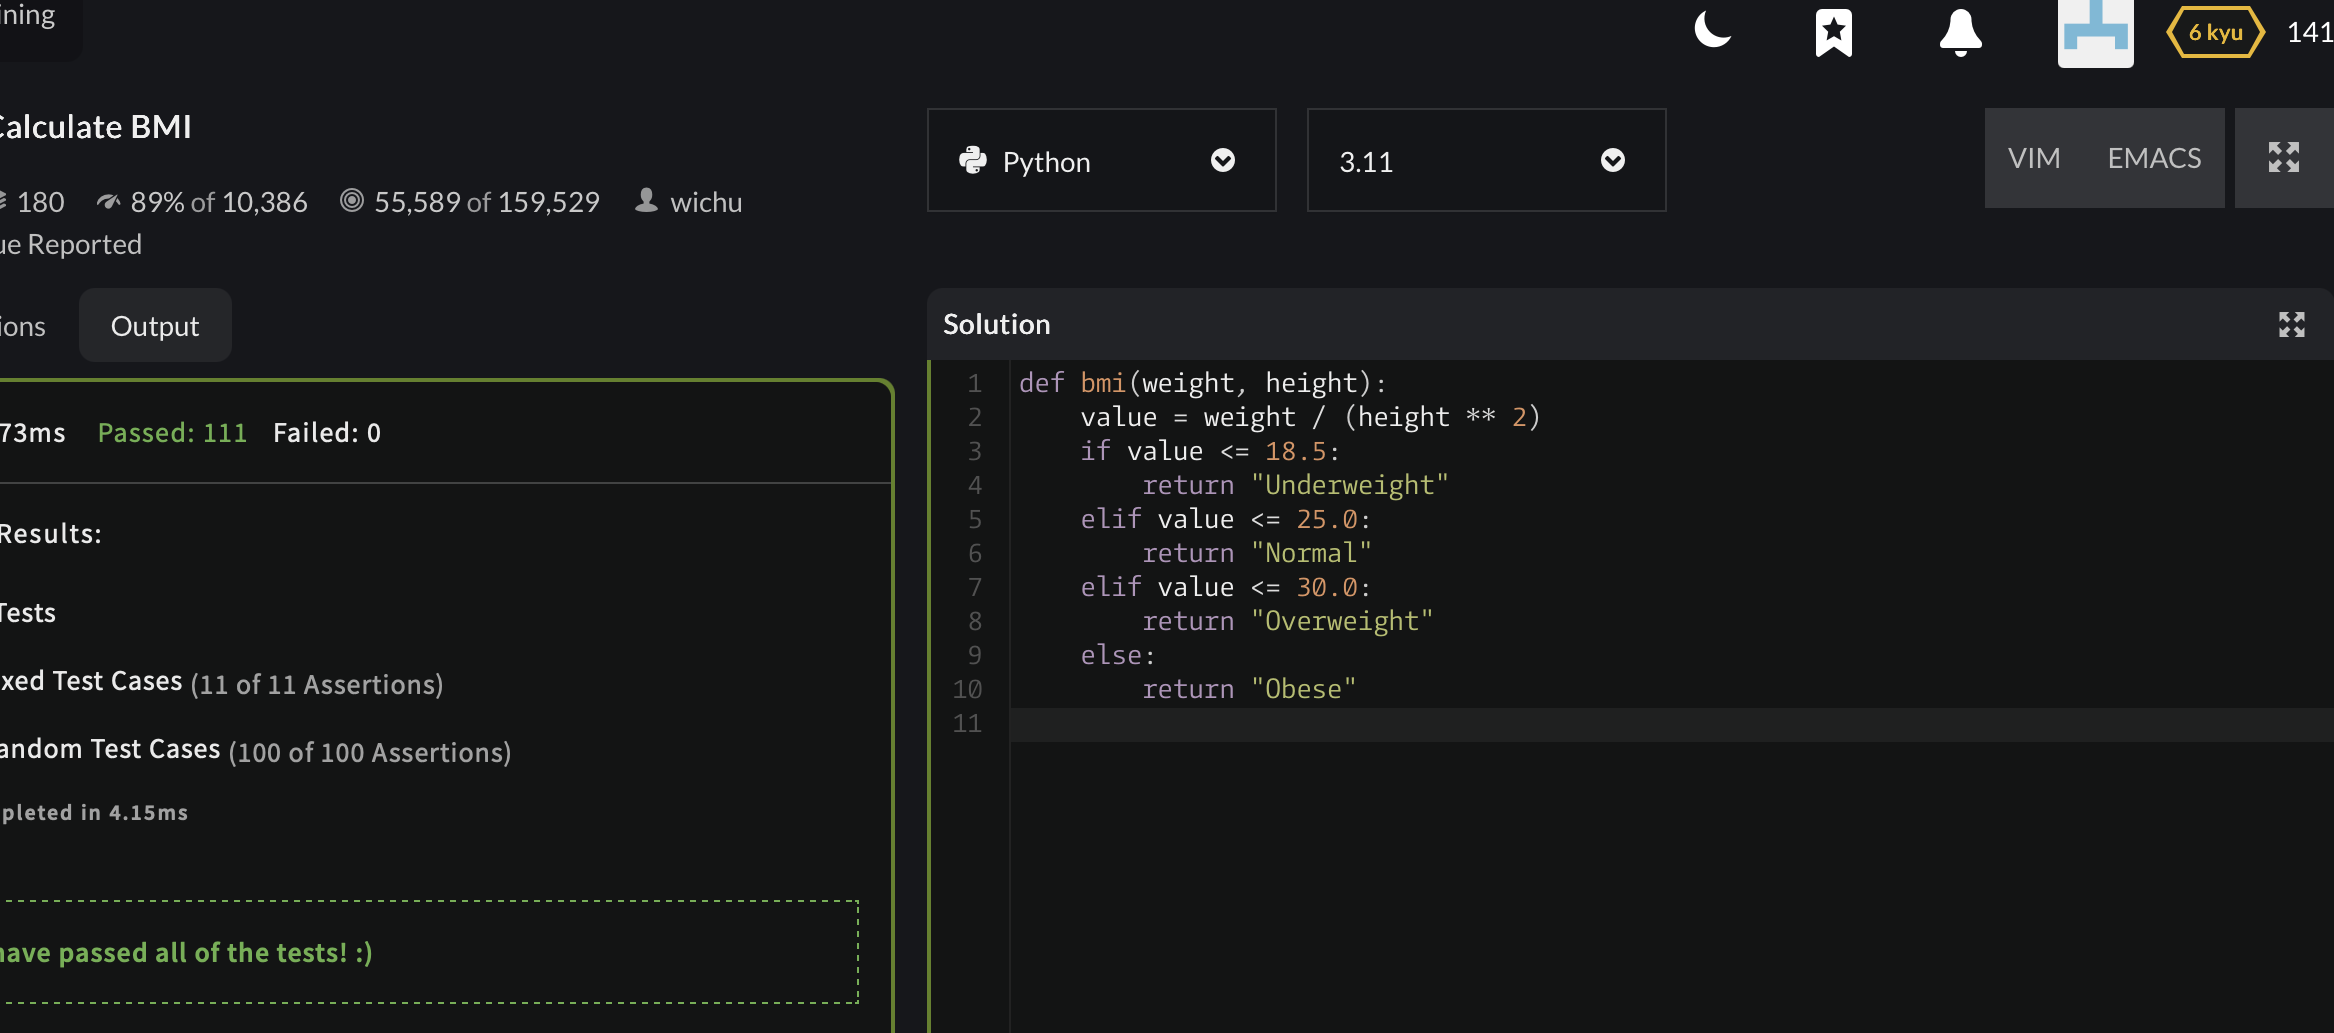 ining
6 kyu
141
Calculate BMI
Python
3.11
VIM
EMACS
180
89% of 10,386
55,589 of 159,529
wichu
ue Reported
ions
Output
73ms
Passed: 111
Failed: 0
Results:
Tests
xed Test Cases (11 of 11 Assertions)
andom Test Cases (100 of 100 Assertions)
pleted in 4.15ms
have passed all of the tests! :)
Solution
1 def bmi(weight, height):
2     value = weight / (height ** 2)
3     if value <= 18.5:
4         return "Underweight"
5     elif value <= 25.0:
6         return "Normal"
7     elif value <= 30.0:
8         return "Overweight"
9     else:
10         return "Obese"
11